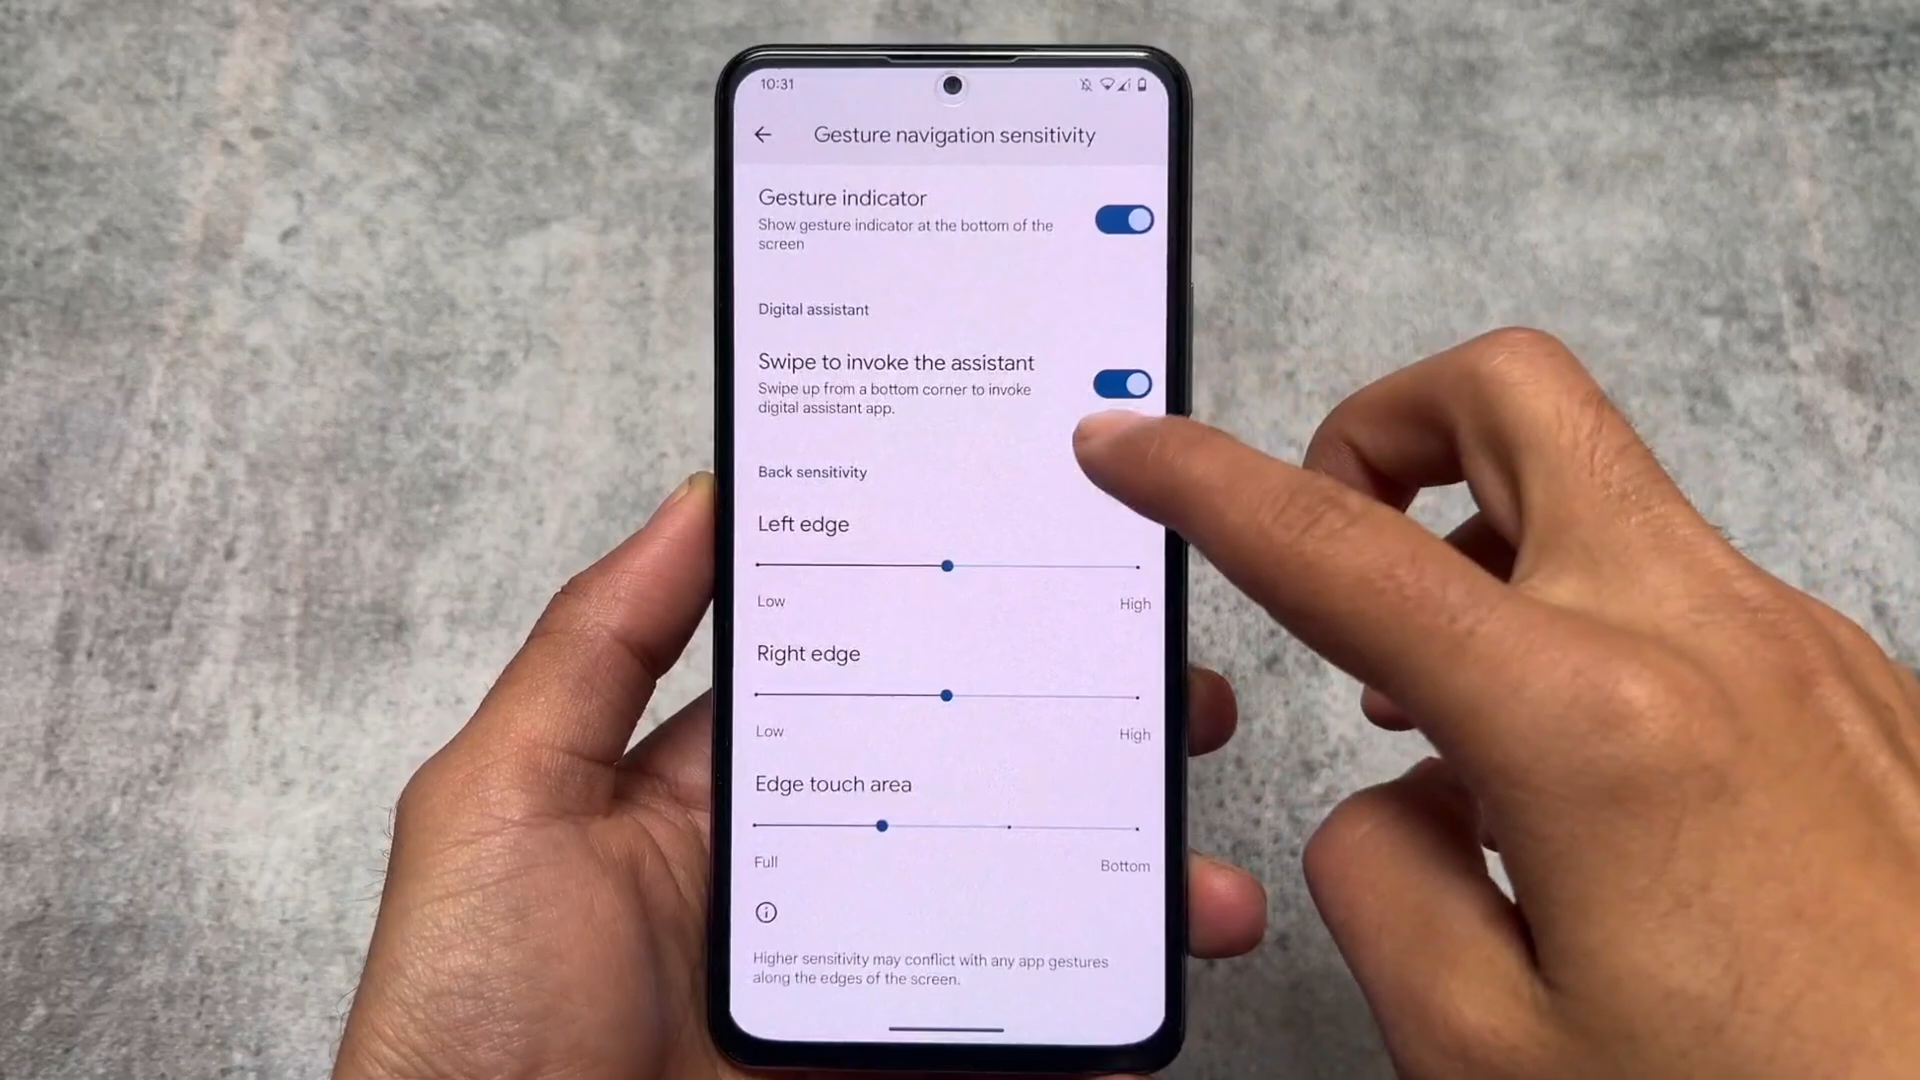 10:31
Gesture navigation sensitivity
Gesture indicator
Show gesture indicator at the bottom of the
screen
Digital assistant
Swipe to invoke the assistant
Swipe up from a bottom corner to invoke
digital assistant app.
Back sensitivity
Left edge
Low High
Right edge
Low High
Edge touch area
Full Bottom
Higher sensitivity may conflict with any app gestures
along the edges of the screen.